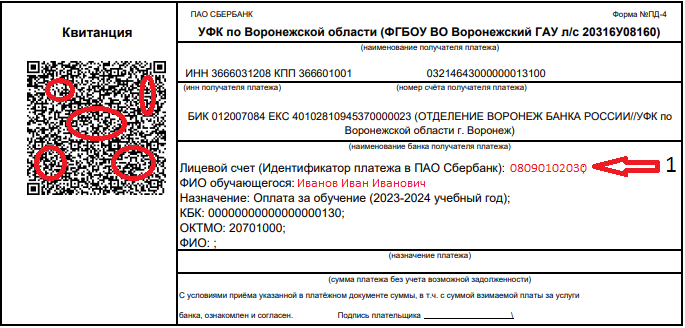 ПАО СБЕРБАНК Форма №ПД-4
Квитанция
УФК по Воронежской области (ФГБОУ ВО Воронежский ГАУ л/с 20316У08160)
(наименование получателя платежа)
ИНН 3666031208 КПП 366601001 03214643000000013100
(инн получателя платежа) (номер счёта получателя платежа)
БИК 012007084 ЕКС 40102810945370000023 (ОТДЕЛЕНИЕ ВОРОНЕЖ БАНКА РОССИИ//УФК по
Воронежской области г. Воронеж)
(наименование банка получателя платежа)
Лицевой счет (Идентификатор платежа в ПАО Сбербанк): 08090102030 1
ФИО обучающегося: Иванов Иван Иванович
Назначение: Оплата за обучение (2023-2024 учебный год);
КБК: 00000000000000000130;
ОКТМО: 20701000;
ФИО: ;
(назначение платежа)
(сумма платежа без учета возможной задолженности)
С условиями приёма указанной в платёжном документе суммы, в т.ч. с суммой взимаемой платы за услуги
банка, ознакомлен и согласен. Подпись плательщика ____________________\